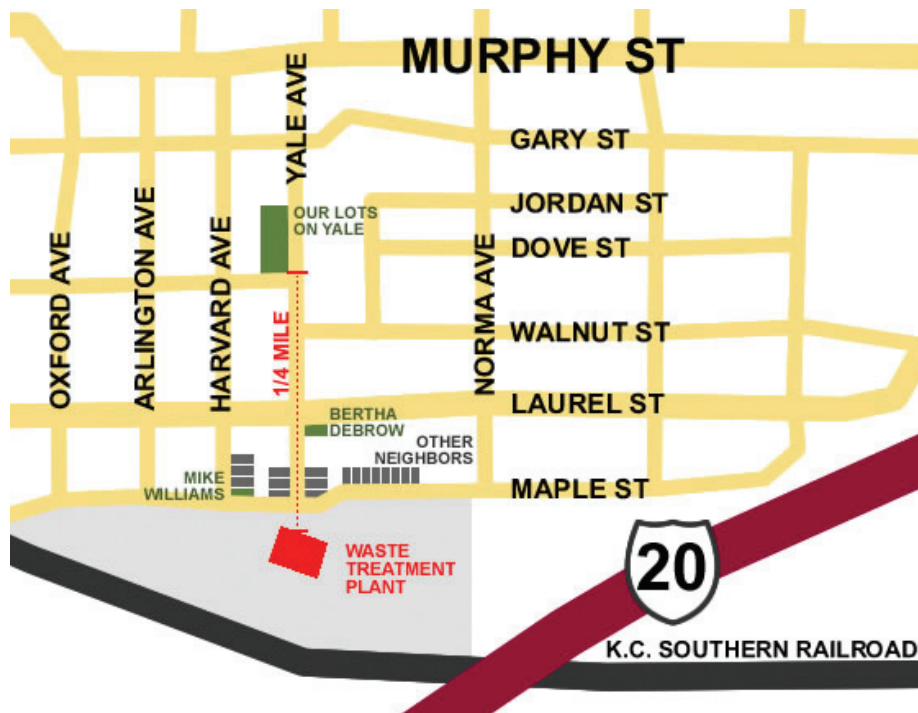 MURPHY ST
YALE AVE
GARY ST
OUR LOTS
ON YALE
JORDAN ST
DOVE ST
OXFORD AVE
ARLINGTON AVE
HARVARD AVE
1/4 MILE
NORMA AVE
WALNUT ST
LAUREL ST
BERTHA
DEBROW
OTHER
NEIGHBORS
MIKE
WILLIAMS
MAPLE ST
WASTE
TREATMENT
PLANT
20
K.C. SOUTHERN RAILROAD